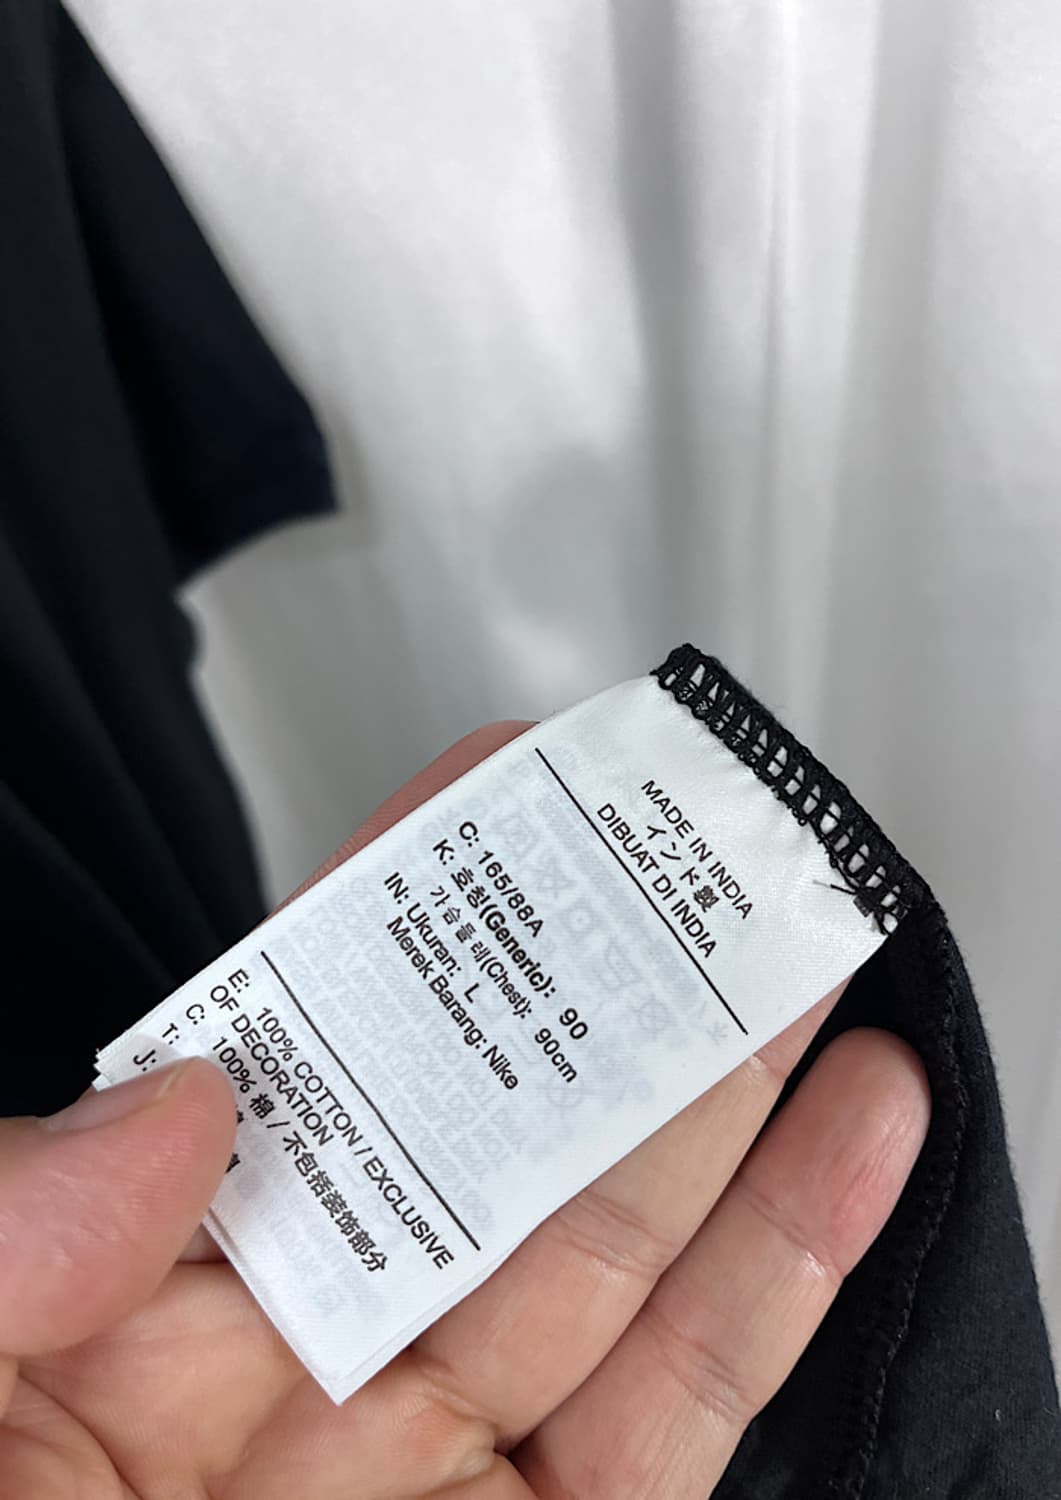 MADE IN INDIA
インド製
DIBUAT DI INDIA
C: 165/88A
K: 호칭(Generic): 90
가슴둘레(Chest): 90cm
IN: Ukuran: L
Merek Barang: Nike
E: 100% COTTON / EXCLUSIVE
OF DECORATION
C: 100% 棉 / 不包括装饰部分
T:
J: